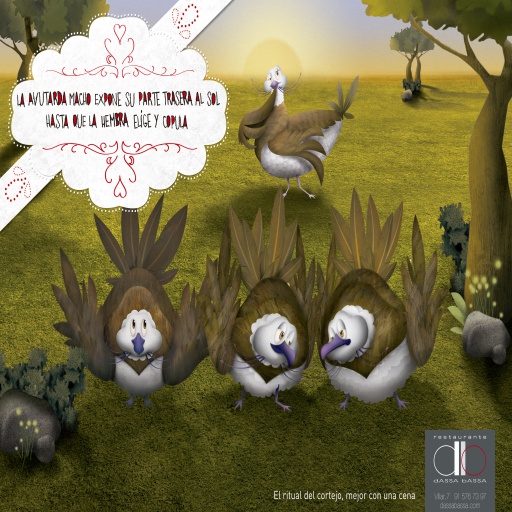 LA AVUTARDA MACHO EXPONE SU PARTE TRASERA AL SOL
HASTA QUE LA HEMBRA ELIGE Y COPULA
El ritual del cortejo, mejor con una cena
restaurante
dassa bassa